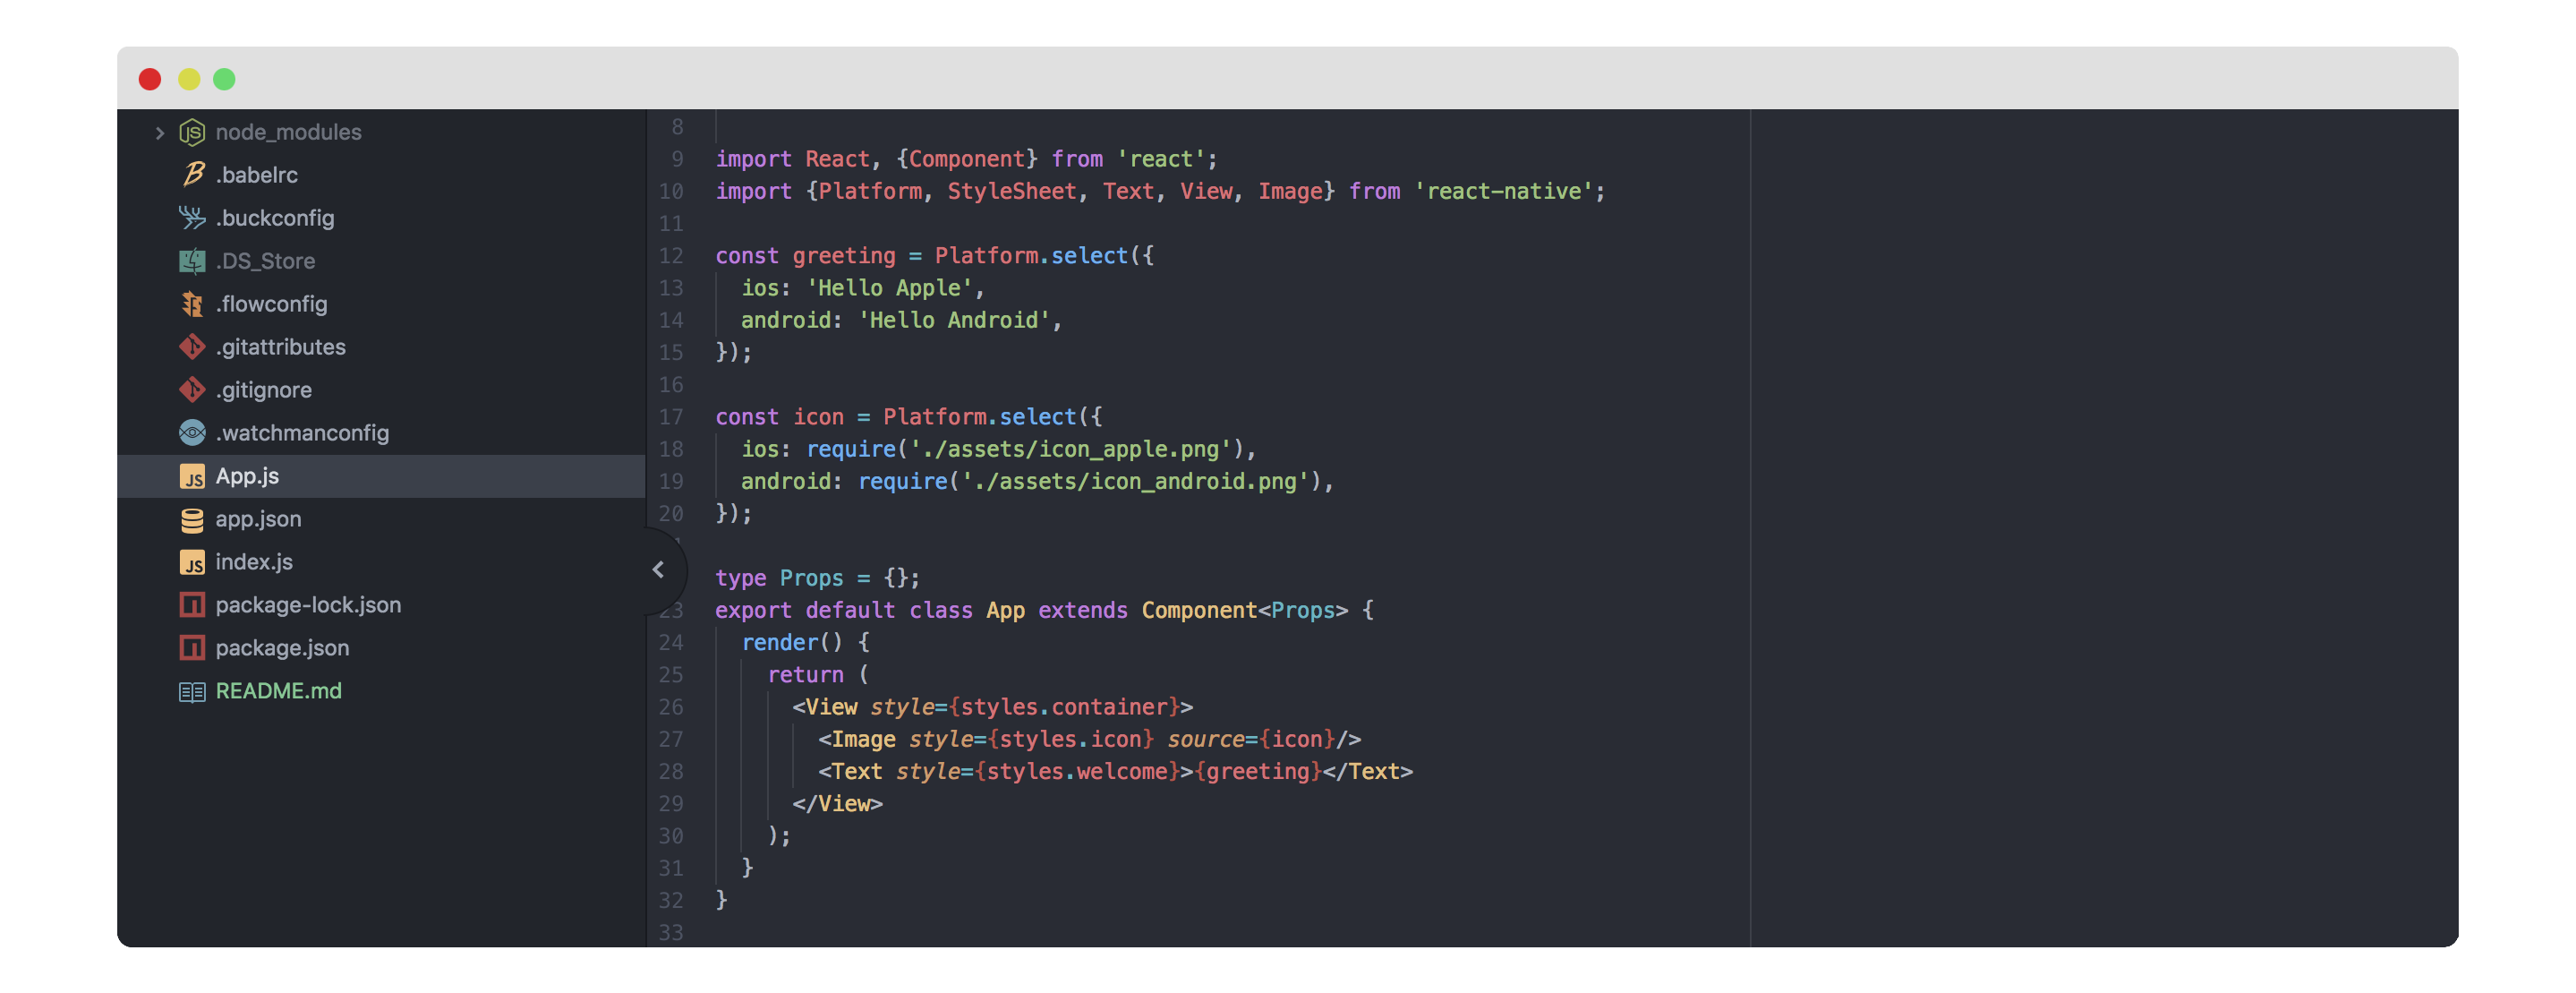 node_modules
.babelrc
.buckconfig
.DS_Store
.flowconfig
.gitattributes
.gitignore
.watchmanconfig
JS App.js
app.json
JS index.js
package-lock.json
package.json
README.md
8
9 import React, {Component} from 'react';
10 import {Platform, StyleSheet, Text, View, Image} from 'react-native';
11
12 const greeting = Platform.select({
13   ios: 'Hello Apple',
14   android: 'Hello Android',
15 });
16
17 const icon = Platform.select({
18   ios: require('./assets/icon_apple.png'),
19   android: require('./assets/icon_android.png'),
20 });
type Props = {};
23 export default class App extends Component<Props> {
24   render() {
25     return (
26       <View style={styles.container}>
27         <Image style={styles.icon} source={icon}/>
28         <Text style={styles.welcome}>{greeting}</Text>
29       </View>
30     );
31   }
32 }
33